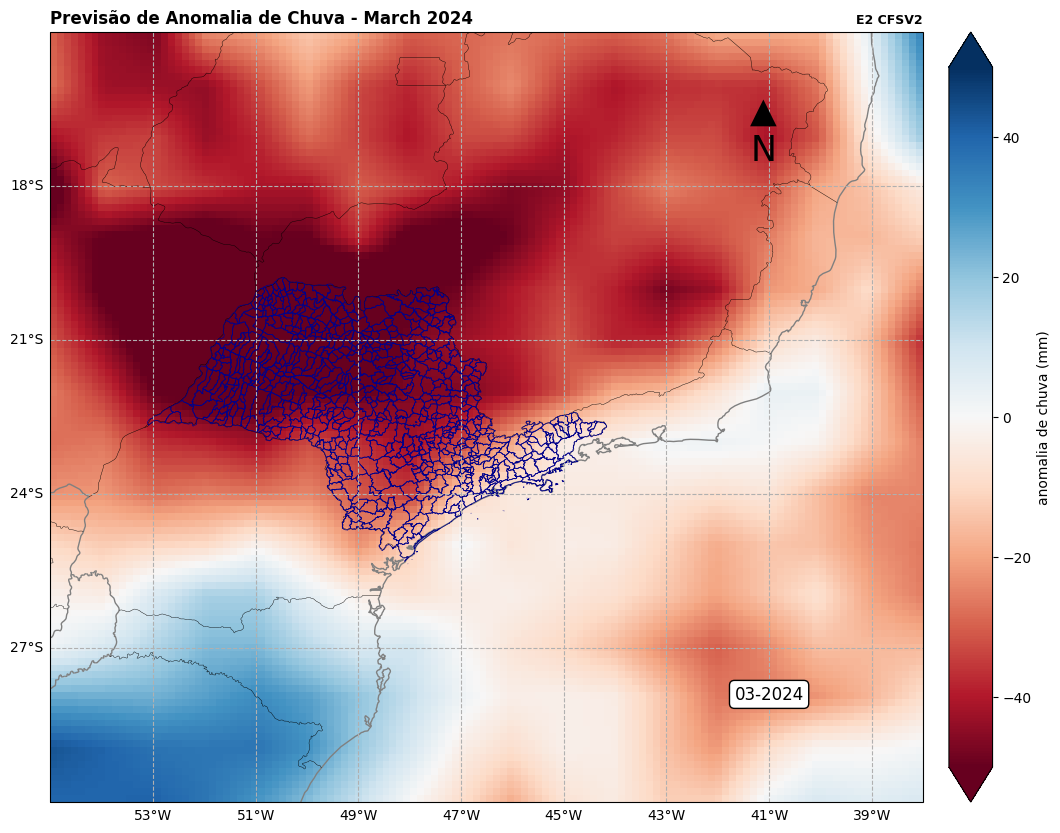 Previsão de Anomalia de Chuva - March 2024
E2 CFSV2
N
18°S
21°S
24°S
27°S
03-2024
53°W
51°W
49°W
47°W
45°W
43°W
41°W
39°W
40
20
0
−20
−40
anomalia de chuva (mm)